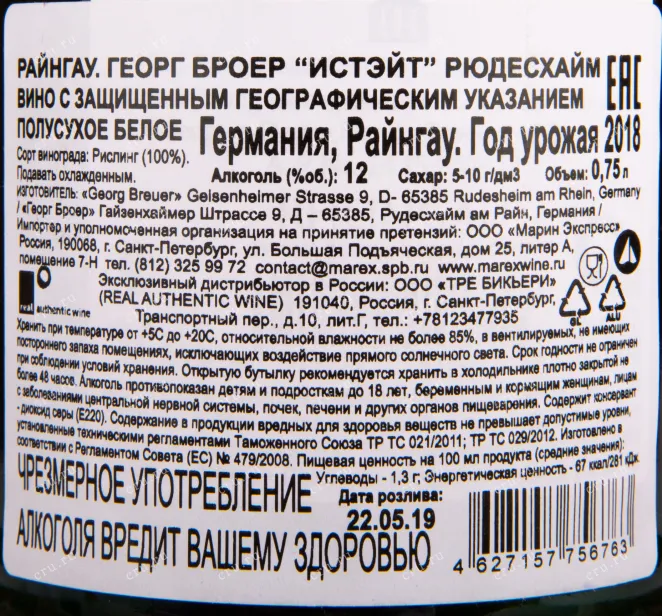 РАЙНГАУ. ГЕОРГ БРОЕР “ИСТЭЙТ” РЮДЕСХАЙМ
ВИНО С ЗАЩИЩЕННЫМ ГЕОГРАФИЧЕСКИМ УКАЗАНИЕМ
EAC
ПОЛУСУХОЕ БЕЛОЕ Германия, Райнгау. Год урожая 2018
Сорт винограда: Рислинг (100%).
Подавать охлажденным. Алкоголь (%об.): 12 Сахар: 5-10 г/дм3 Объем: 0,75 л
ИЗГОТОВИТЕЛЬ: «Georg Breuer» Geisenheimer Strasse 9, D- 65385 Rudesheim am Rhein, Germany
/ «Георг Броер» Гайзенхаймер Штрассе 9, Д – 65385, Рудесхайм ам Райн, Германия /
Импортер и уполномоченная организация на принятие претензий: ООО «Марин Экспресс»
Россия, 190068, г. Санкт-Петербург, ул. Большая Подъяческая, дом 25, литер А,
помещение 7-Н тел. (812) 325 99 72 contact@marex.spb.ru www.marexwine.ru
Эксклюзивный дистрибьютор в России: ООО «ТРЕ БИКЬЕРИ»
(REAL AUTHENTIC WINE) 191040, Россия, г. Санкт-Петербург,
real authentic wine
Транспортный пер., д.10, лит.Г, тел.: +78123477935
GL ALU
Хранить при температуре от +5С до +20С, относительной влажности не более 85%, в вентилируемых, не имеющих
постороннего запаха помещениях, исключающих воздействие прямого солнечного света. Срок годности не ограничен
при соблюдении условий хранения. Открытую бутылку рекомендуется хранить в холодильнике плотно закрытой не
более 48 часов. Алкоголь противопоказан детям и подросткам до 18 лет, беременным и кормящим женщинам, лицам
с заболеваниями центральной нервной системы, почек, печени и других органов пищеварения. Содержит консервант
- диоксид серы (Е220). Содержание в продукции вредных для здоровья веществ не превышает допустимые уровни,
установленные техническими регламентами Таможенного Союза ТР ТС 021/2011; ТР ТС 029/2012. Изготовлено в
соответствии с Регламентом Совета (ЕС) № 479/2008. Пищевая ценность на 100 мл продукта (средние значения):
Углеводы - 1,3 г; Энергетическая ценность - 67 ккал/281 кДж.
ЧРЕЗМЕРНОЕ УПОТРЕБЛЕНИЕ
АЛКОГОЛЯ ВРЕДИТ ВАШЕМУ ЗДОРОВЬЮ
Дата розлива:
22.05.19
4 627157 756763